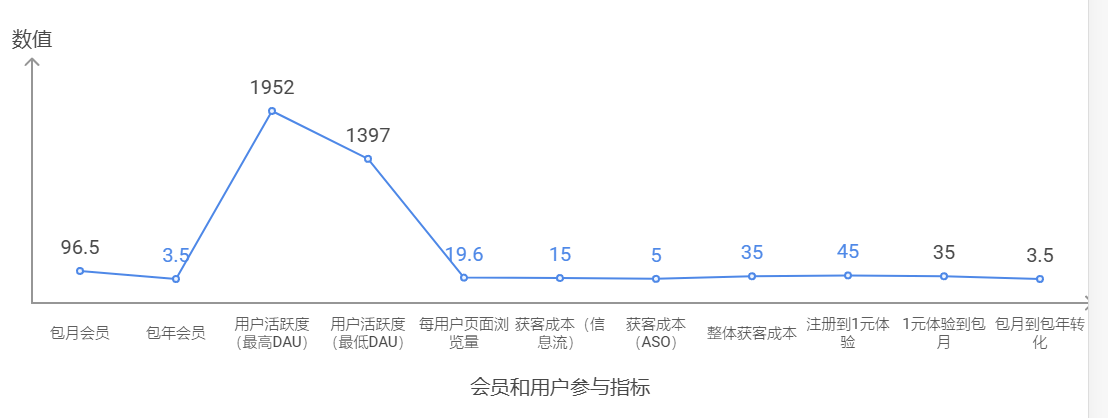 数值
1952
1397
96.5
3.5
19.6
15
5
35
45
35
3.5
包月会员
包年会员
用户活跃度
（最高DAU）
用户活跃度
（最低DAU）
每用户页面浏
览量
获客成本（信
息流）
获客成本
（ASO）
整体获客成本
注册到1元体
验
1元体验到包
月
包月到包年转
化
会员和用户参与指标